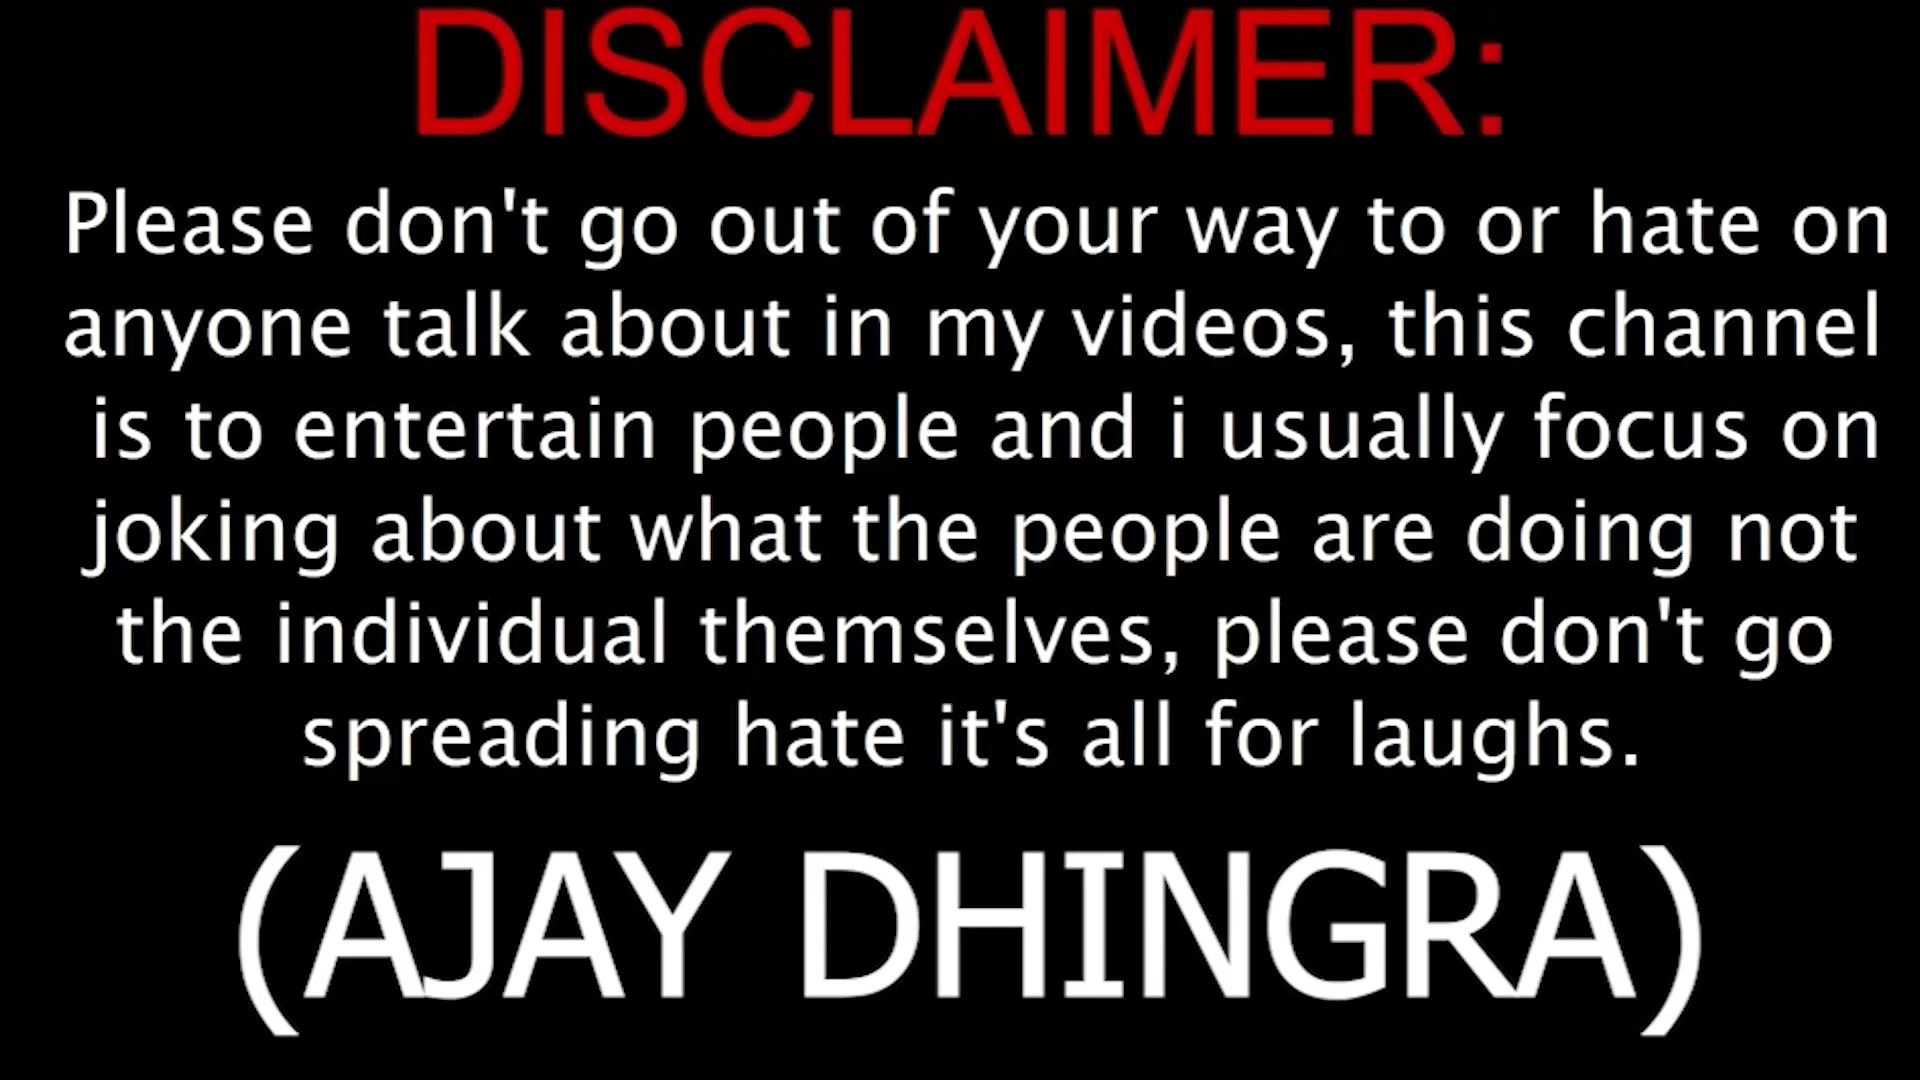 DISCLAIMER:
Please don't go out of your way to or hate on
anyone talk about in my videos, this channel
is to entertain people and i usually focus on
joking about what the people are doing not
the individual themselves, please don't go
spreading hate it's all for laughs.
(AJAY DHINGRA)